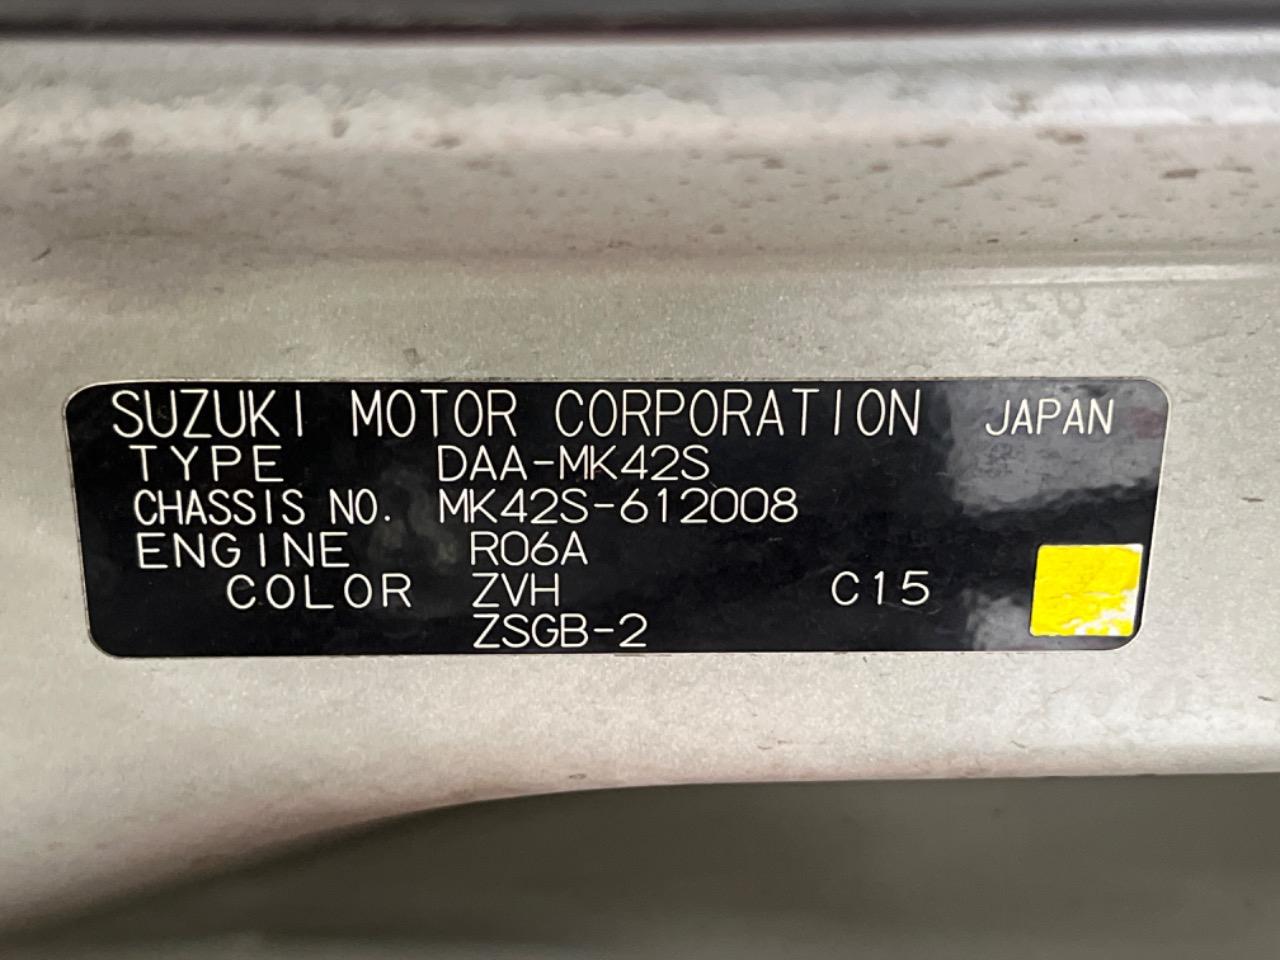 SUZUKI MOTOR CORPORATION JAPAN
TYPE DAA-MK42S
CHASSIS NO. MK42S-612008
ENGINE R06A
COLOR ZVH C15
ZSGB-2